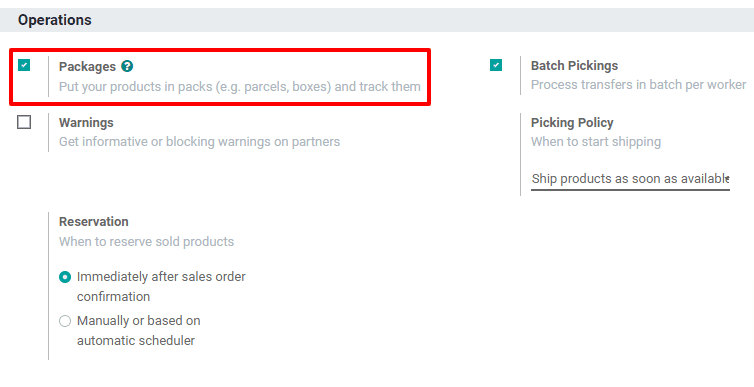 Operations
Packages ?
Put your products in packs (e.g. parcels, boxes) and track them
Batch Pickings
Process transfers in batch per worker
Warnings
Get informative or blocking warnings on partners
Picking Policy
When to start shipping
Ship products as soon as available
Reservation
When to reserve sold products
Immediately after sales order
confirmation
Manually or based on
automatic scheduler